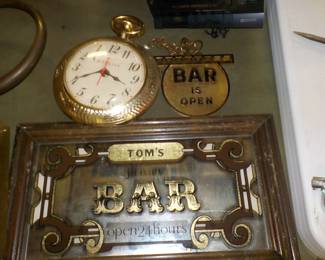 BAR
IS
OPEN
TOM'S
BAR
open 24 hours